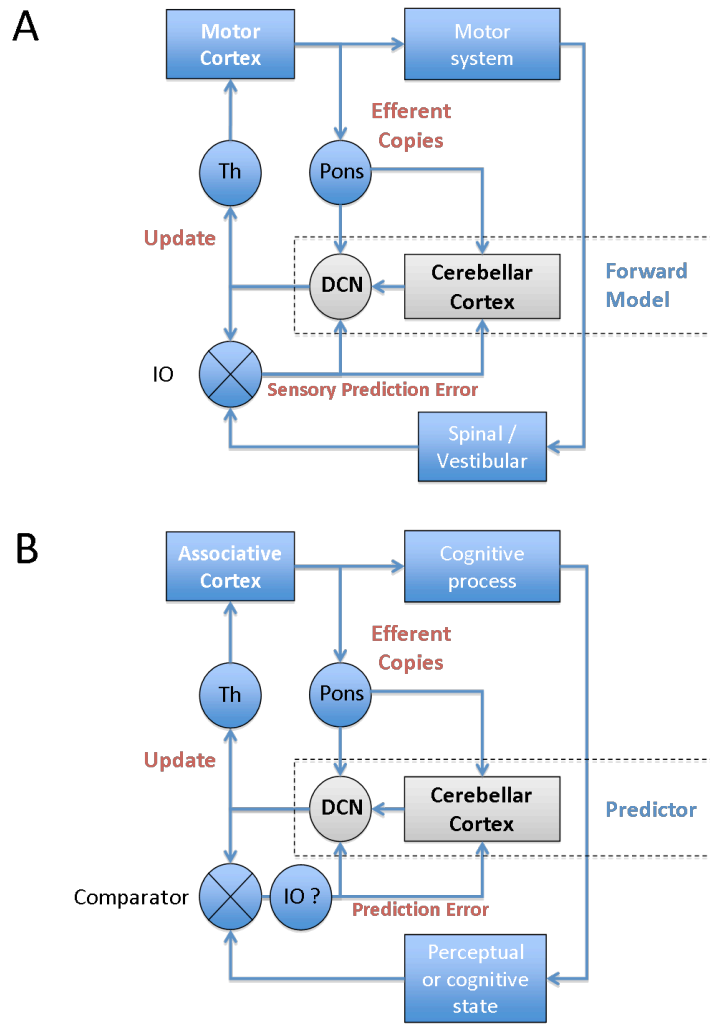 A
Motor
Cortex
Motor
system
Efferent
Copies
Th
Pons
Update
DCN
Cerebellar
Cortex
Forward
Model
IO
Sensory Prediction Error
Spinal /
Vestibular
B
Associative
Cortex
Cognitive
process
Efferent
Copies
Th
Pons
Update
DCN
Cerebellar
Cortex
Predictor
Comparator
IO ?
Prediction Error
Perceptual
or cognitive
state